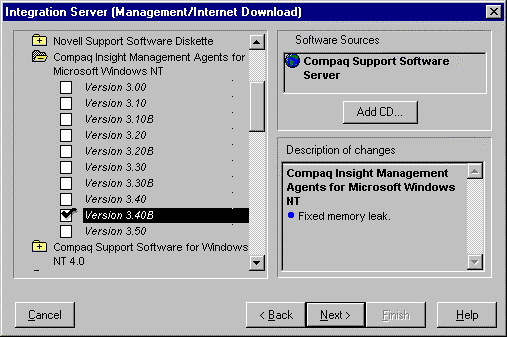 Integration Server (Management/Internet Download)
Novell Support Software Diskette
Compaq Insight Management Agents for
Microsoft Windows NT
Version 3.00
Version 3.10
Version 3.10B
Version 3.20
Version 3.20B
Version 3.30
Version 3.30B
Version 3.40
Version 3.40B
Version 3.50
Compaq Support Software for Windows
NT 4.0
Software Sources
Compaq Support Software
Server
Add CD...
Description of changes
Compaq Insight Management
Agents for Microsoft Windows
NT
Fixed memory leak.
Cancel
< Back
Next >
Finish
Help